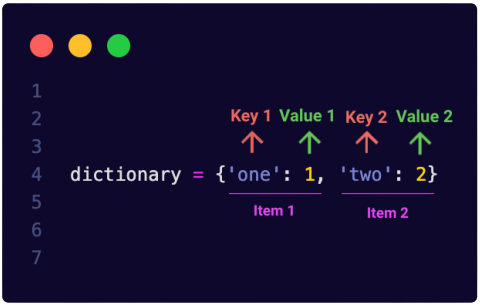 1
2
Key 1 Value 1 Key 2 Value 2
3
4 dictionary = {'one': 1, 'two': 2}
5
Item 1 Item 2
6
7